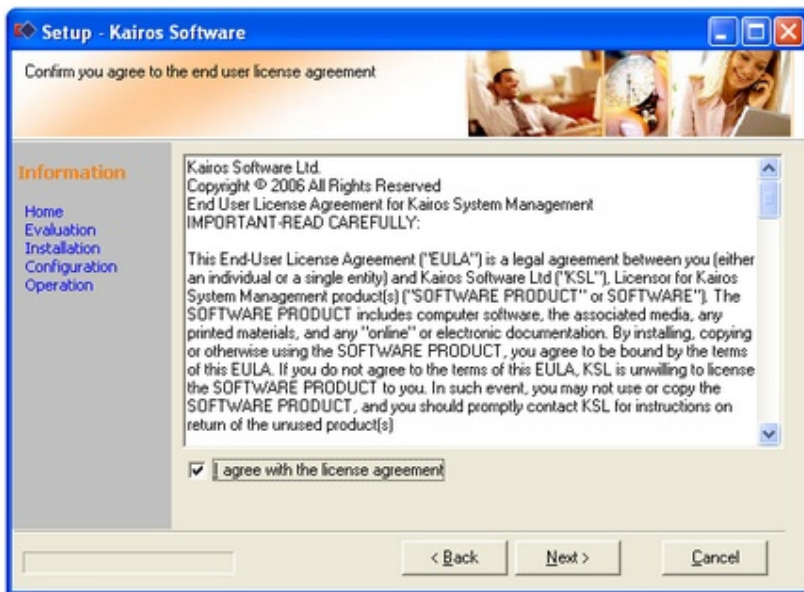 Setup - Kairos Software
Confirm you agree to the end user license agreement
Information
Home
Evaluation
Installation
Configuration
Operation
Kairos Software Ltd.
Copyright © 2006 All Rights Reserved
End User License Agreement for Kairos System Management
IMPORTANT-READ CAREFULLY:
This End-User License Agreement ("EULA") is a legal agreement between you (either
an individual or a single entity) and Kairos Software Ltd ("KSL"), Licensor for Kairos
System Management product(s) ("SOFTWARE PRODUCT" or SOFTWARE"). The
SOFTWARE PRODUCT includes computer software, the associated media, any
printed materials, and any "online" or electronic documentation. By installing, copying
or otherwise using the SOFTWARE PRODUCT, you agree to be bound by the terms
of this EULA. If you do not agree to the terms of this EULA, KSL is unwilling to license
the SOFTWARE PRODUCT to you. In such event, you may not use or copy the
SOFTWARE PRODUCT, and you should promptly contact KSL for instructions on
return of the unused product(s)
I agree with the license agreement
< Back
Next >
Cancel